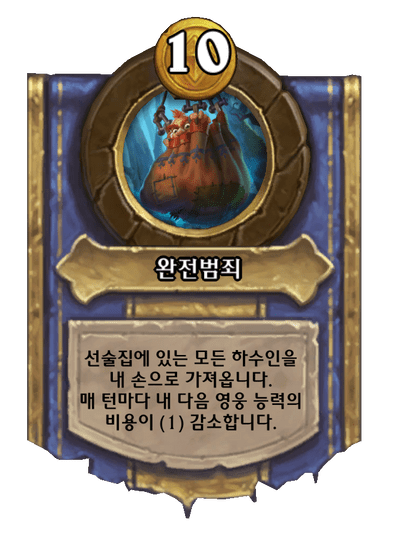 10
완전범죄
선술집에 있는 모든 하수인을
내 손으로 가져옵니다.
매 턴마다 내 다음 영웅 능력의
비용이 (1) 감소합니다.